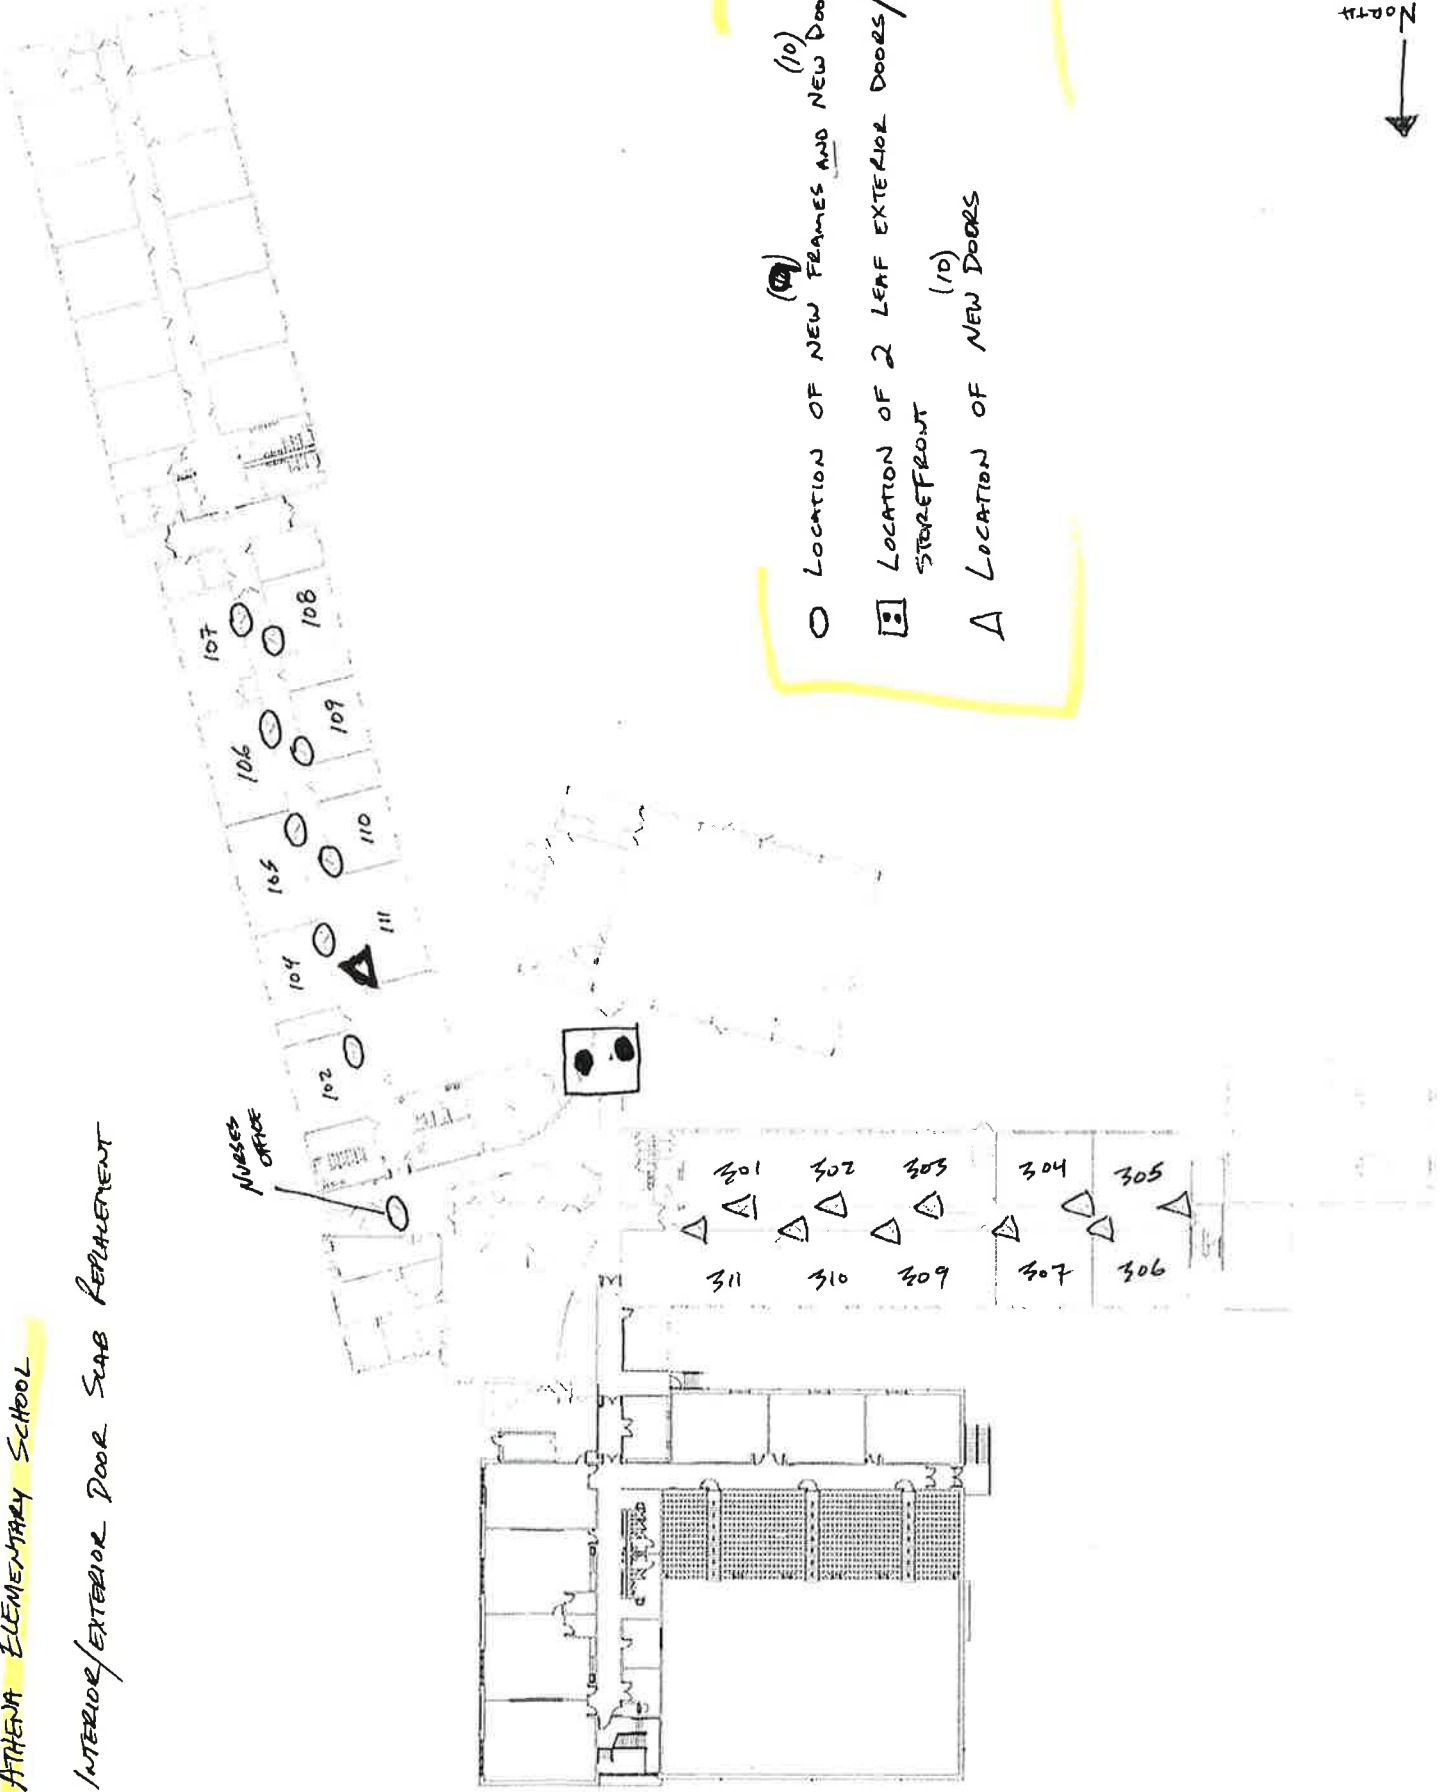 ATHENA ELEMENTARY SCHOOL
INTERIOR/EXTERIOR DOOR SLAB REPLACEMENT
NURSES
OFFICE
102
104
105
106
107
108
109
110
111
301
302
303
304
305
311
310
309
307
306
(10)
LOCATION OF NEW FRAMES AND NEW DOO
LOCATION OF 2 LEAF EXTERIOR DOORS/
STOREFRONT
(10)
LOCATION OF NEW DOORS
NORTH